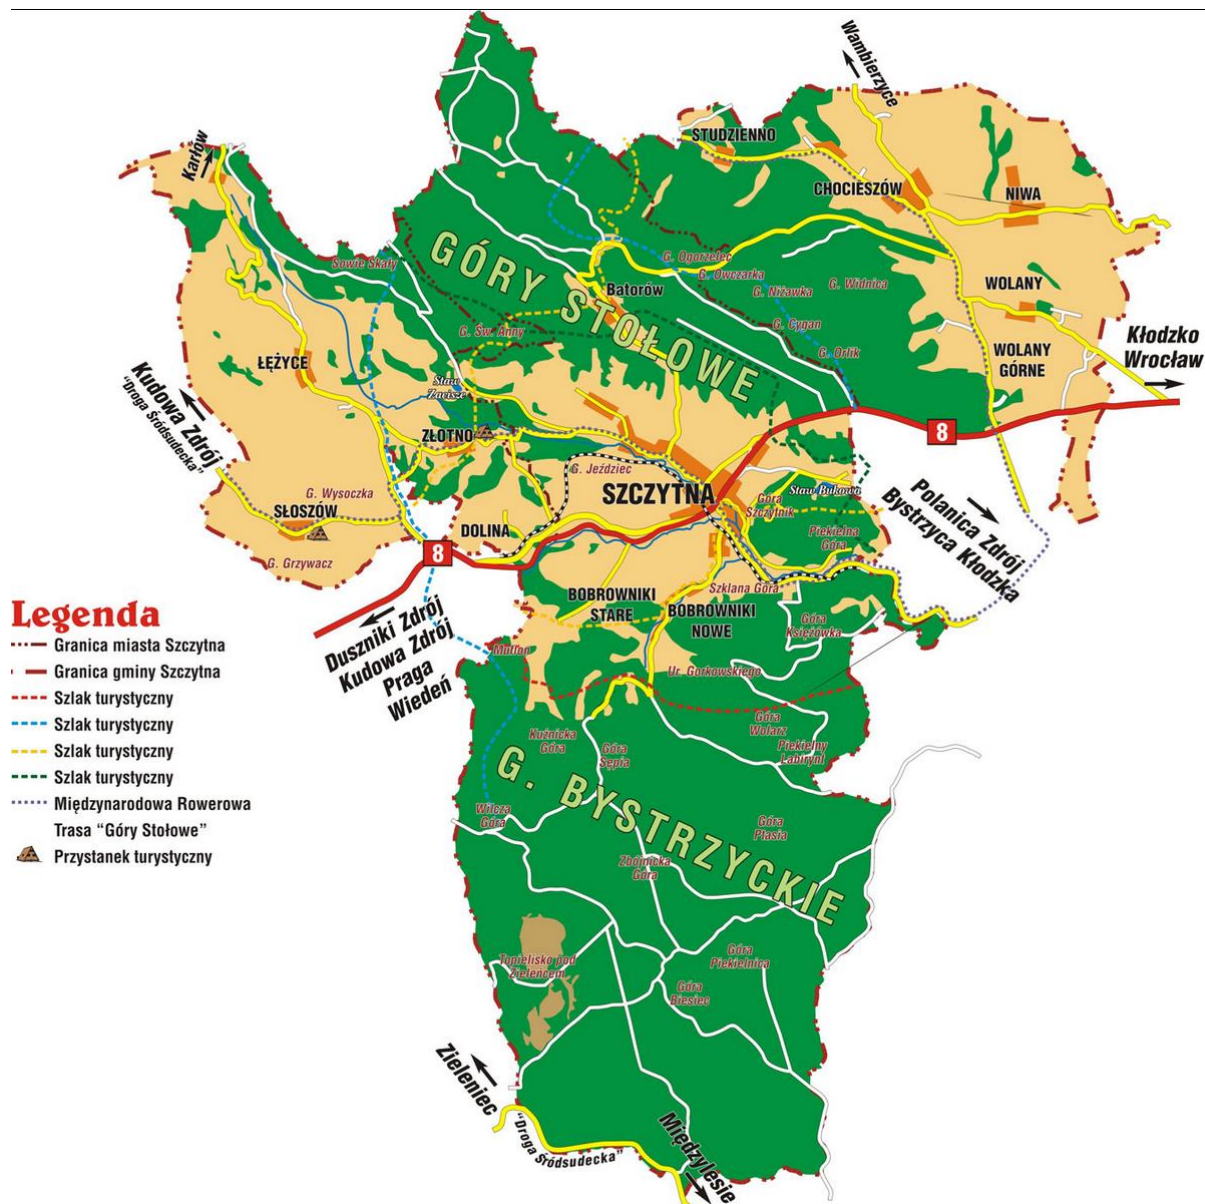 Wambierzyce
Karłów
STUDZIENNO
CHOCIESZÓW
NIWA
Sowie Skały
GÓRY STOŁOWE
G. Ogorzelec
G. Owczarka
G. Niżawka
G. Widnica
WOLANY
Batorów
G. Cygan
G. Św. Anny
G. Orlik
WOLANY
GÓRNE
Kłodzko
Wrocław
ŁĘŻYCE
Kudowa Zdrój
"Droga Śródsudecka"
Staw
Zacisze
ZŁOTNO
8
G. Jeździec
SZCZYTNA
G. Wysoczka
SŁOSZÓW
Góra
Szczytnik
Staw Bukowa
Piekielna
Góra
Polanica Zdrój
Bystrzyca Kłodzka
DOLINA
8
G. Grzywacz
BOBROWNIKI
STARE
Szklana Góra
BOBROWNIKI
NOWE
Góra
Książówka
Legenda
Granica miasta Szczytna
Granica gminy Szczytna
Szlak turystyczny
Szlak turystyczny
Szlak turystyczny
Szlak turystyczny
Międzynarodowa Rowerowa
Trasa "Góry Stołowe"
Przystanek turystyczny
Duszniki Zdrój
Kudowa Zdrój
Praga
Wiedeń
Mutfon
Ur. Gorkowskiego
Kuźnicka
Góra
Góra
Sępia
Góra
Wolarz
Piekielny
Labirynt
G. BYSTRZYCKIE
Wilcza
Góra
Góra
Ptasia
Zbójnicka
Góra
Topielisko pod
Zieleńcem
Góra
Piekielnica
Góra
Biesiec
Zieleniec
"Droga Śródsudecka"
Międzylesie